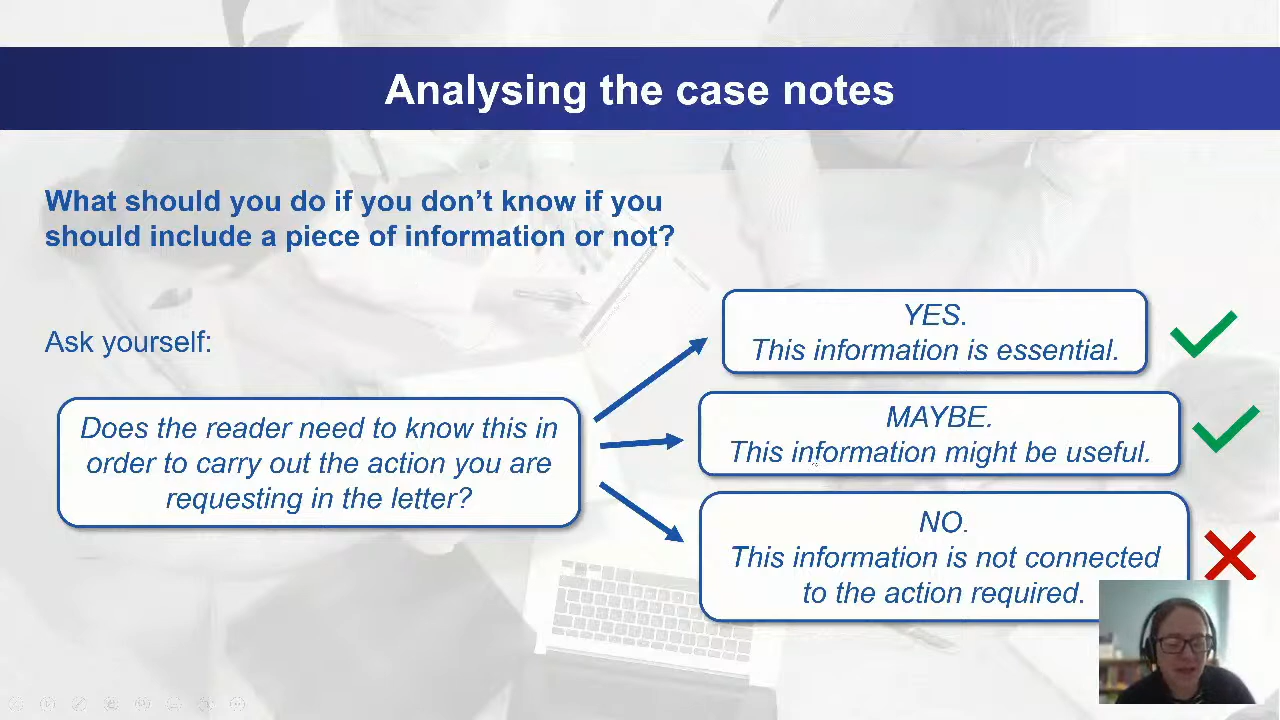 Analysing the case notes
What should you do if you don't know if you
should include a piece of information or not?
Ask yourself:
Does the reader need to know this in
order to carry out the action you are
requesting in the letter?
YES.
This information is essential.
MAYBE.
This information might be useful.
NO.
This information is not connected
to the action required.